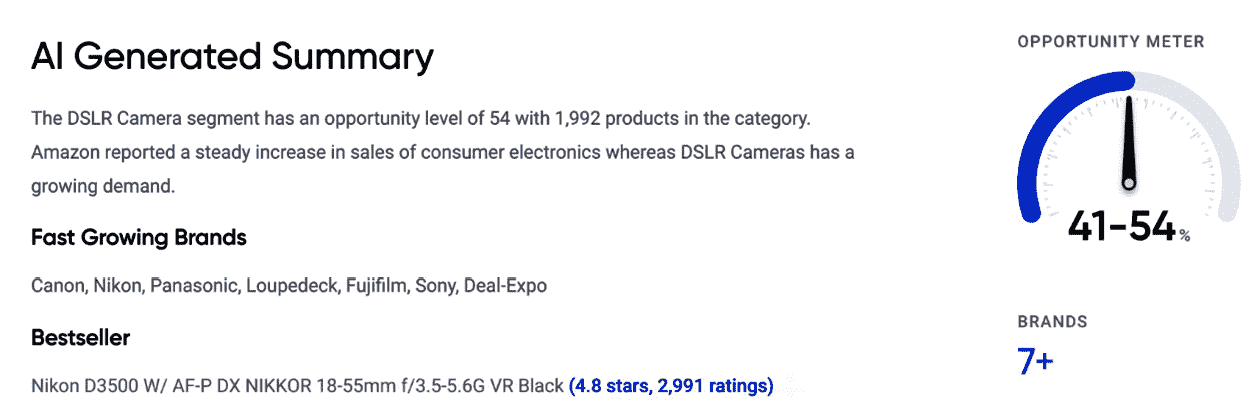 AI Generated Summary
The DSLR Camera segment has an opportunity level of 54 with 1,992 products in the category.
Amazon reported a steady increase in sales of consumer electronics whereas DSLR Cameras has a
growing demand.
Fast Growing Brands
Canon, Nikon, Panasonic, Loupedeck, Fujifilm, Sony, Deal-Expo
Bestseller
Nikon D3500 W/ AF-P DX NIKKOR 18-55mm f/3.5-5.6G VR Black (4.8 stars, 2,991 ratings)
OPPORTUNITY METER
41-54%
BRANDS
7+